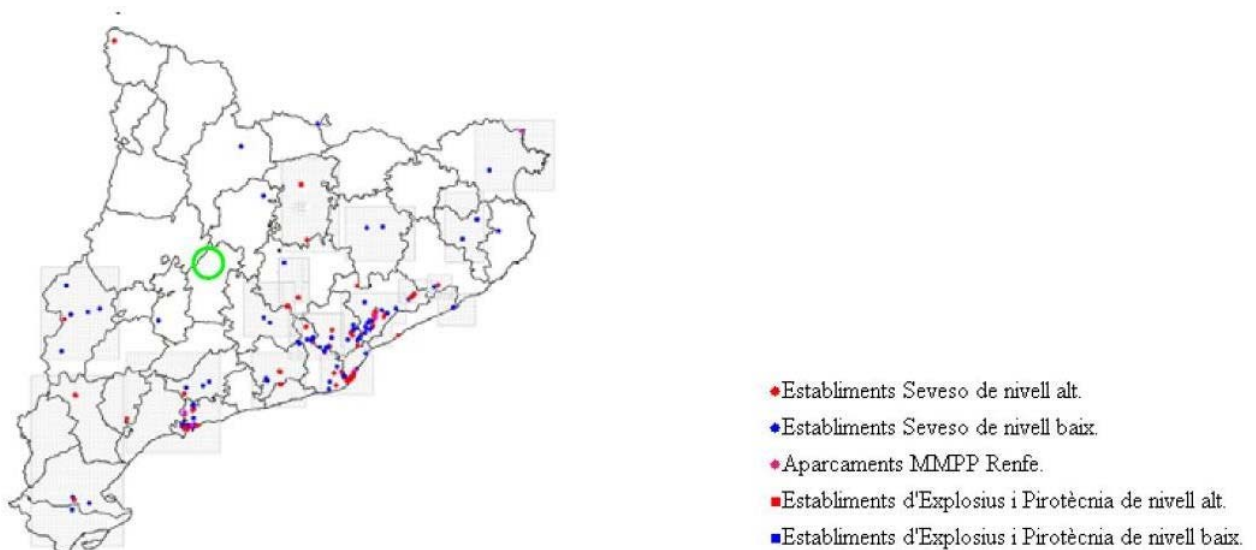 Establiments Seveso de nivell alt.
Establiments Seveso de nivell baix.
Aparcaments MMPP Renfe.
Establiments d'Explosius i Pirotècnia de nivell alt.
Establiments d'Explosius i Pirotècnia de nivell baix.